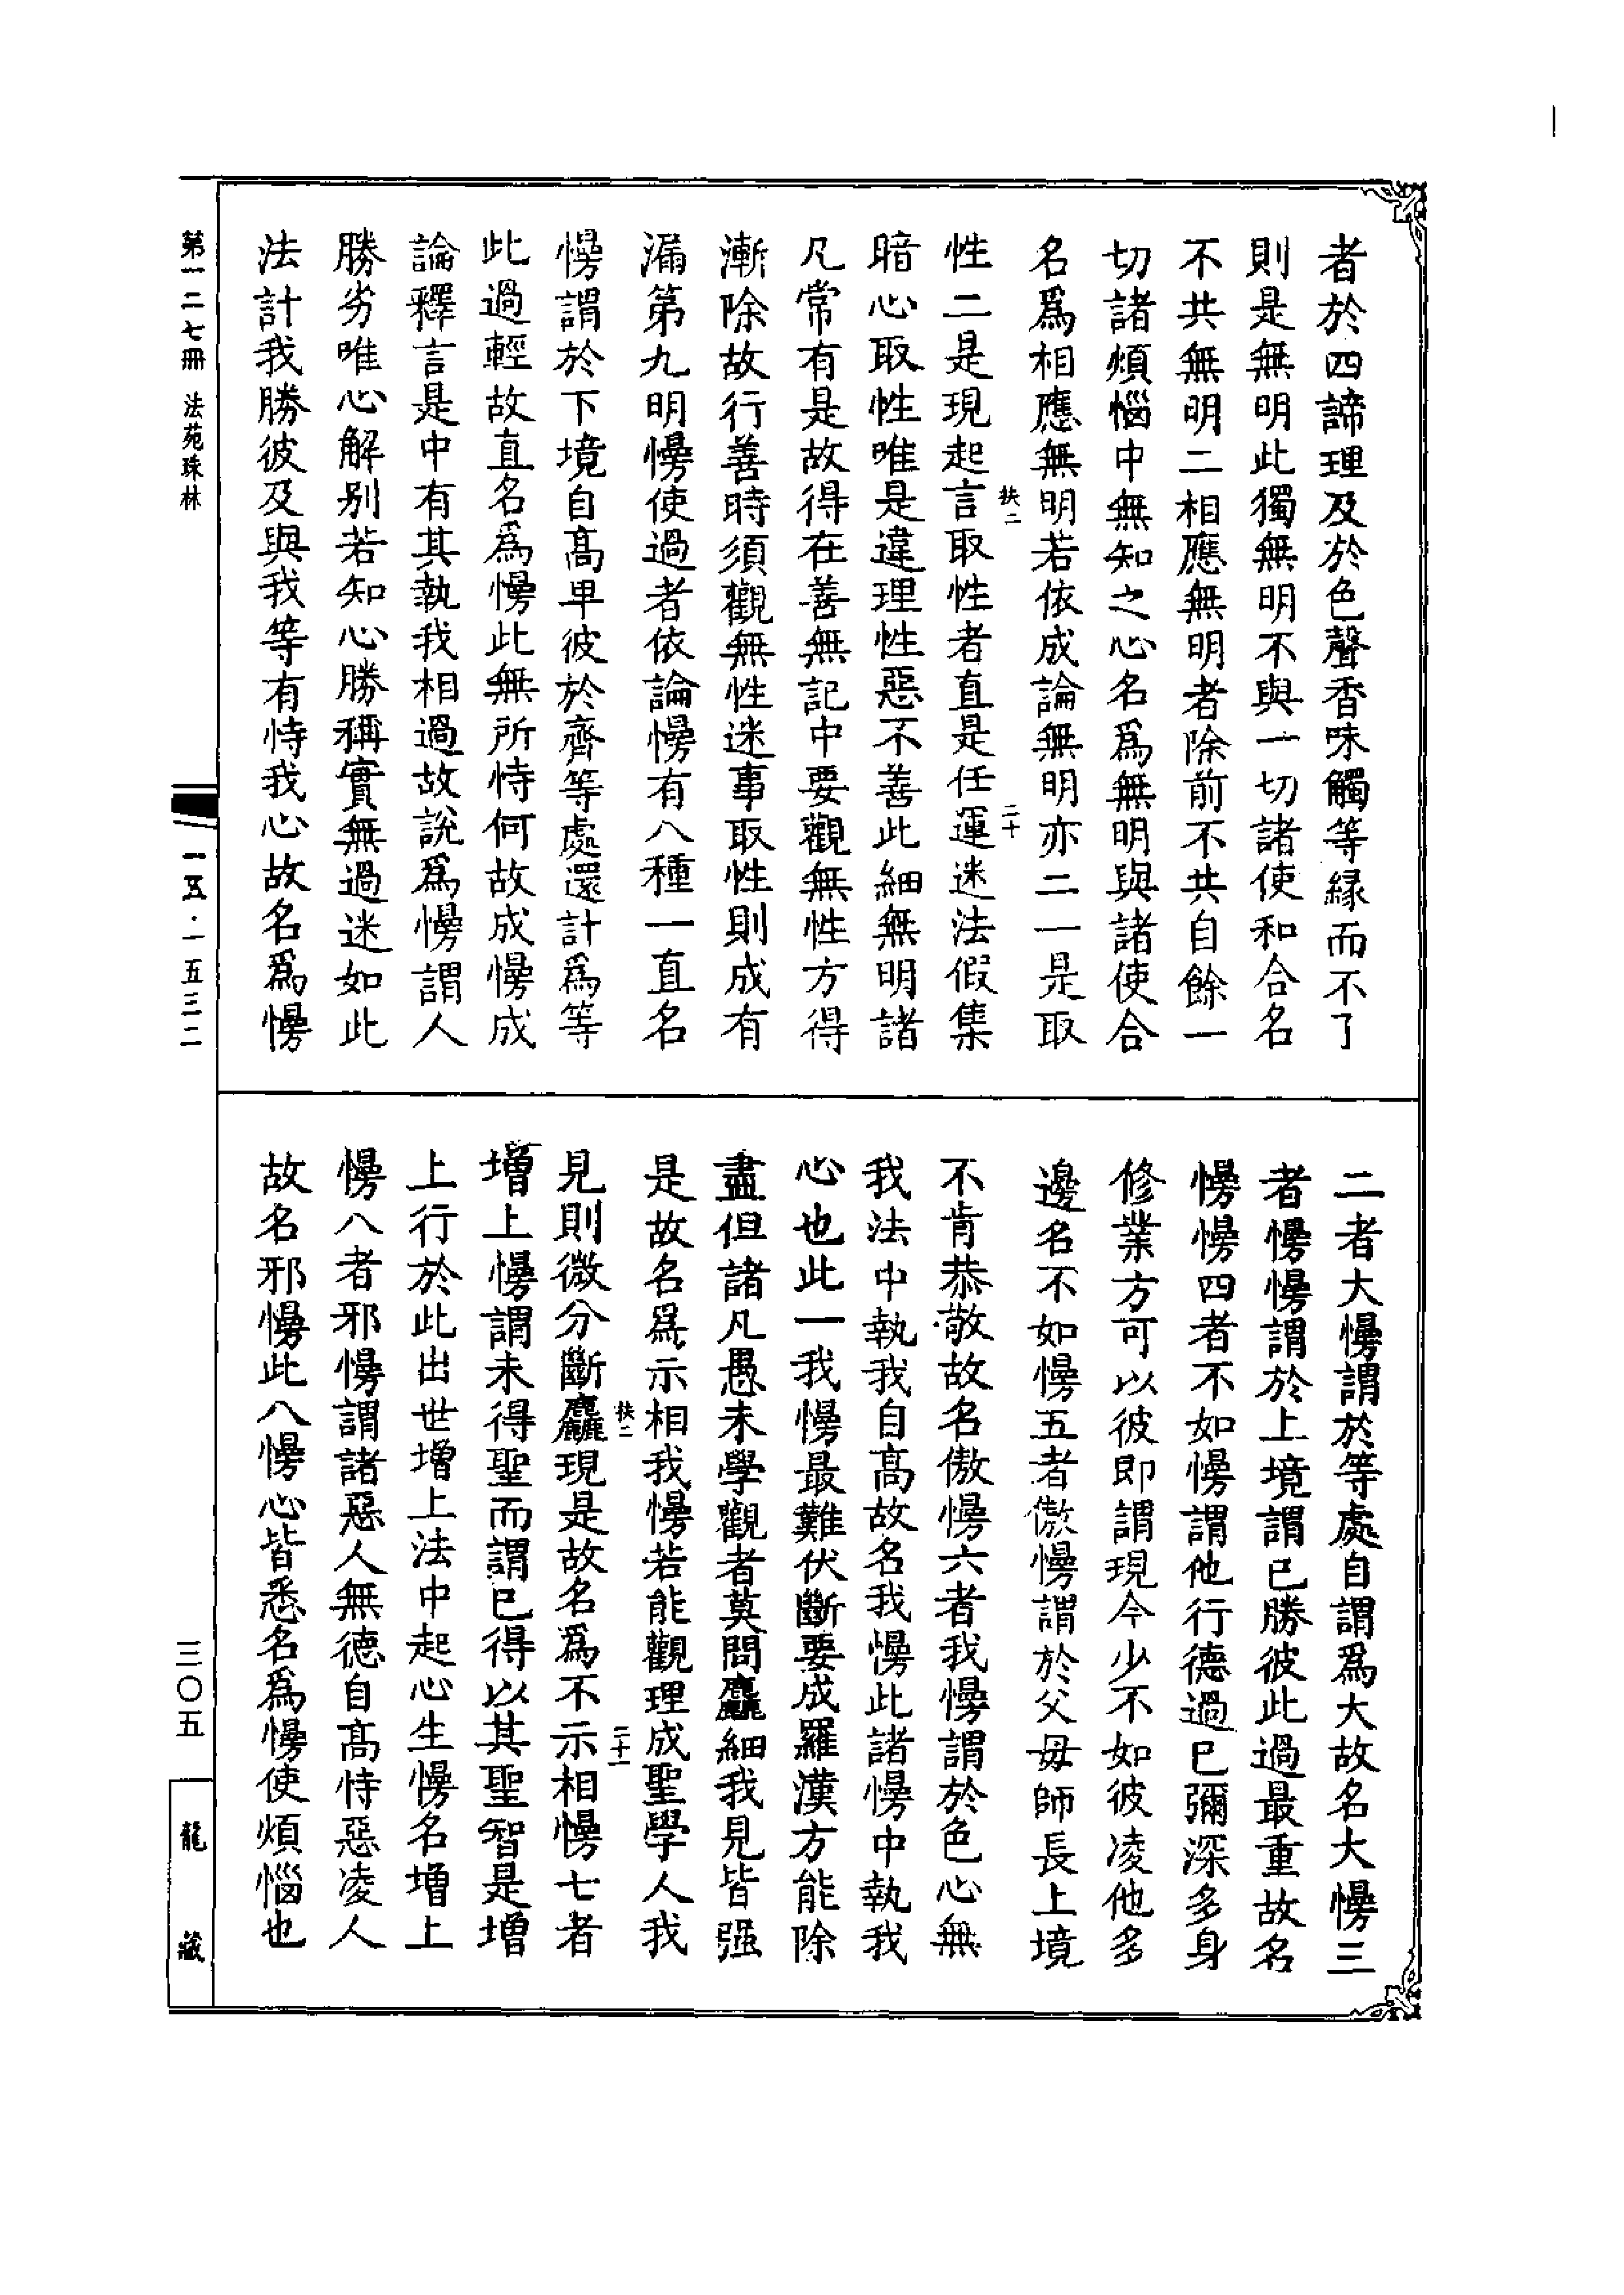 者於四諦理及於色聲香味觸等緣而不了
則是無明此獨無明不與一切諸使和合名
不共無明二相應無明者除前不共自餘一
切諸煩惱中無知之心名爲無明與諸使合
名爲相應無明若依成論無明亦二一是取
性二是現起言取性者直是任運迷法假集
暗心取性唯是違理性惡不善此細無明諸
凡常有是故得在善無記中要觀無性方得
漸除故行善時須觀無性迷事取性則成有
漏第九明慢使過者依論慢有八種一直名
慢謂於下境自高卑彼於齊等處還計爲等
此過輕故直名爲慢此無所恃何故成慢成
論釋言是中有其執我相過故說爲慢謂人
勝劣唯心解別若知心勝稱實無過迷如此
法計我勝彼及與我等有恃我心故名爲慢
扶二
二十
二者大慢謂於等處自謂爲大故名大慢三
者慢慢謂於上境謂已勝彼此過最重故名
慢慢四者不如慢謂他行德過已彌深多身
修業方可以彼即謂現今少不如彼凌他多
邊名不如慢五者傲慢謂於父母師長上境
不肯恭敬故名傲慢六者我慢謂於色心無
我法中執我自高故名我慢此諸慢中執我
心也此一我慢最難伏斷要成羅漢方能除
盡但諸凡愚未學觀者莫問麤細我見皆强
是故名爲示相我慢若能觀理成聖學人我
見則微分斷麤現是故名爲不示相慢七者
增上慢謂未得聖而謂已得以其聖智是增
上行於此出世增上法中起心生慢名增上
慢八者邪慢謂諸惡人無德自高恃惡凌人
故名邪慢此八慢心皆悉名爲慢使煩惱也
扶二
二十一
第一二七冊 法苑珠林
一五·一五三二
三〇五
龍藏